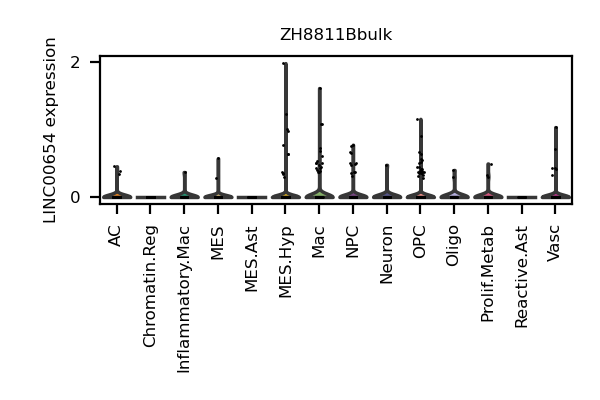 ZH8811Bbulk
LINC00654 expression
2
0
AC
Chromatin.Reg
Inflammatory.Mac
MES
MES.Ast
MES.Hyp
Mac
NPC
Neuron
OPC
Oligo
Prolif.Metab
Reactive.Ast
Vasc